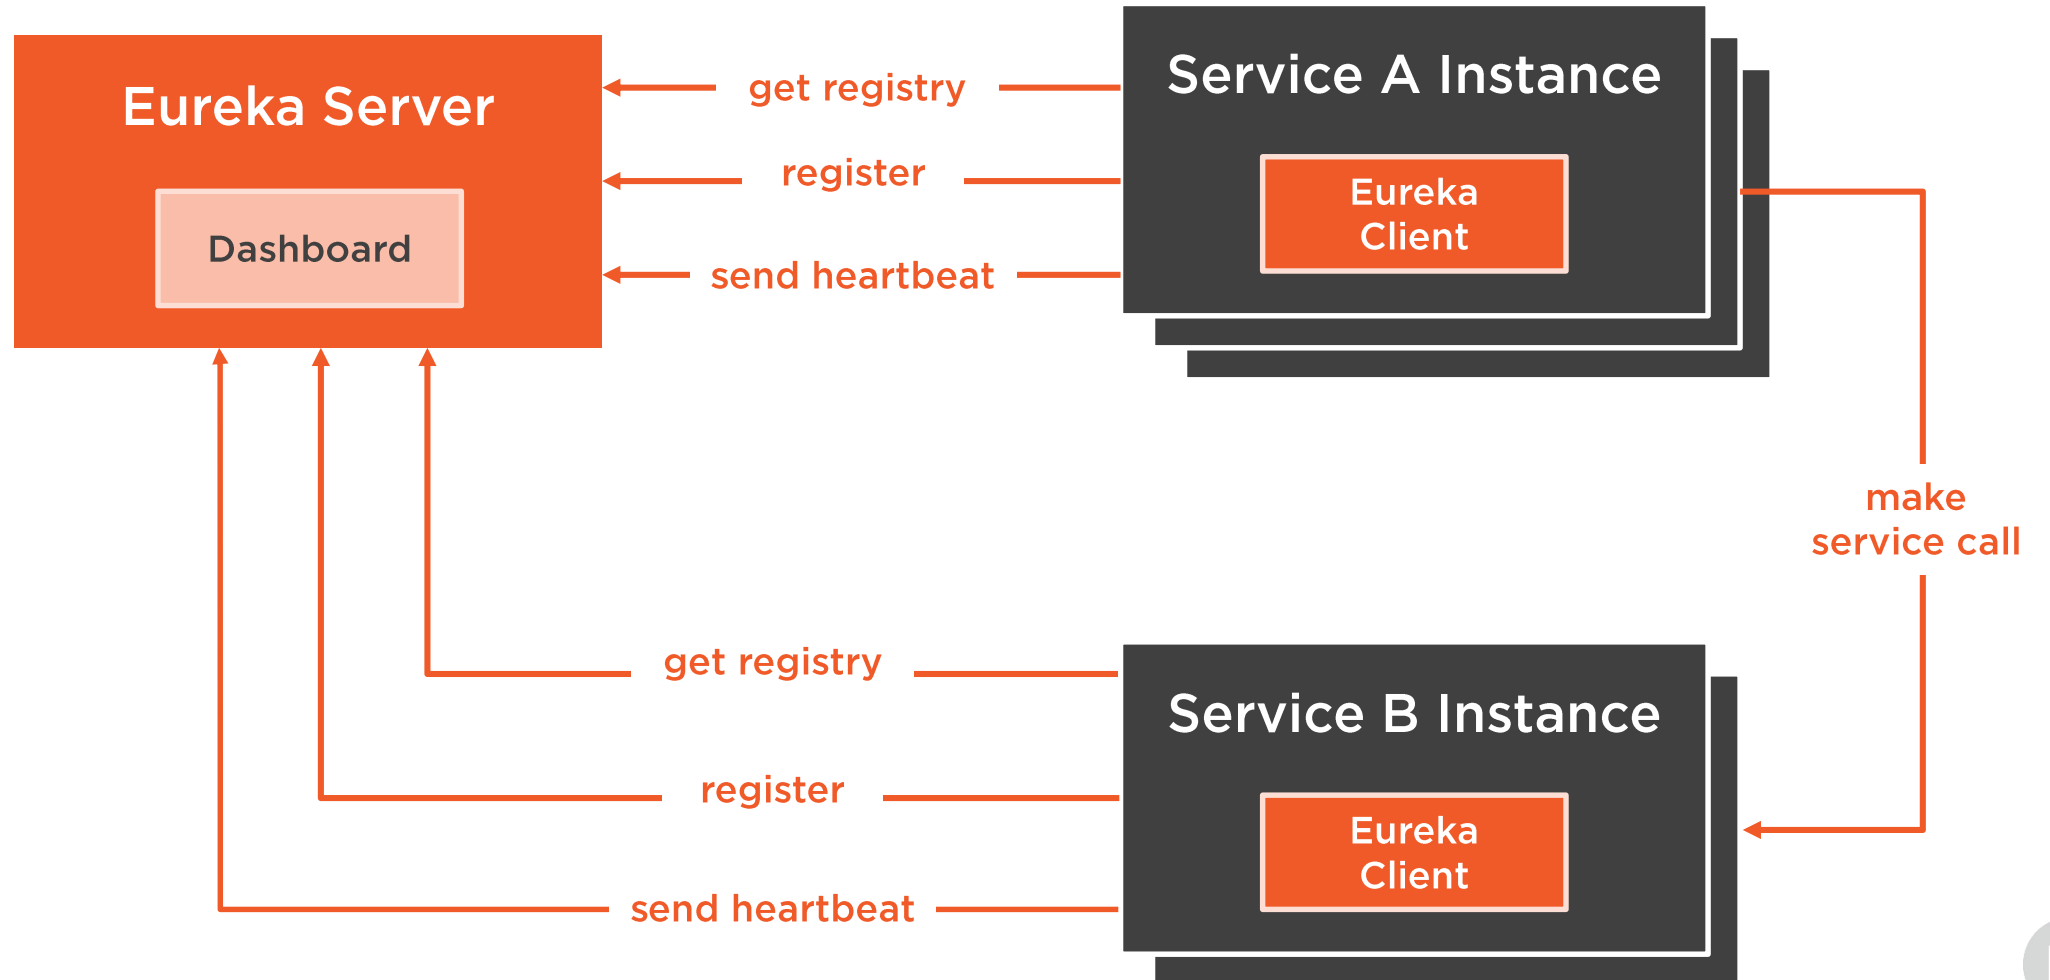 Eureka Server
Dashboard
get registry
register
send heartbeat
Service A Instance
Eureka
Client
make
service call
get registry
register
send heartbeat
Service B Instance
Eureka
Client